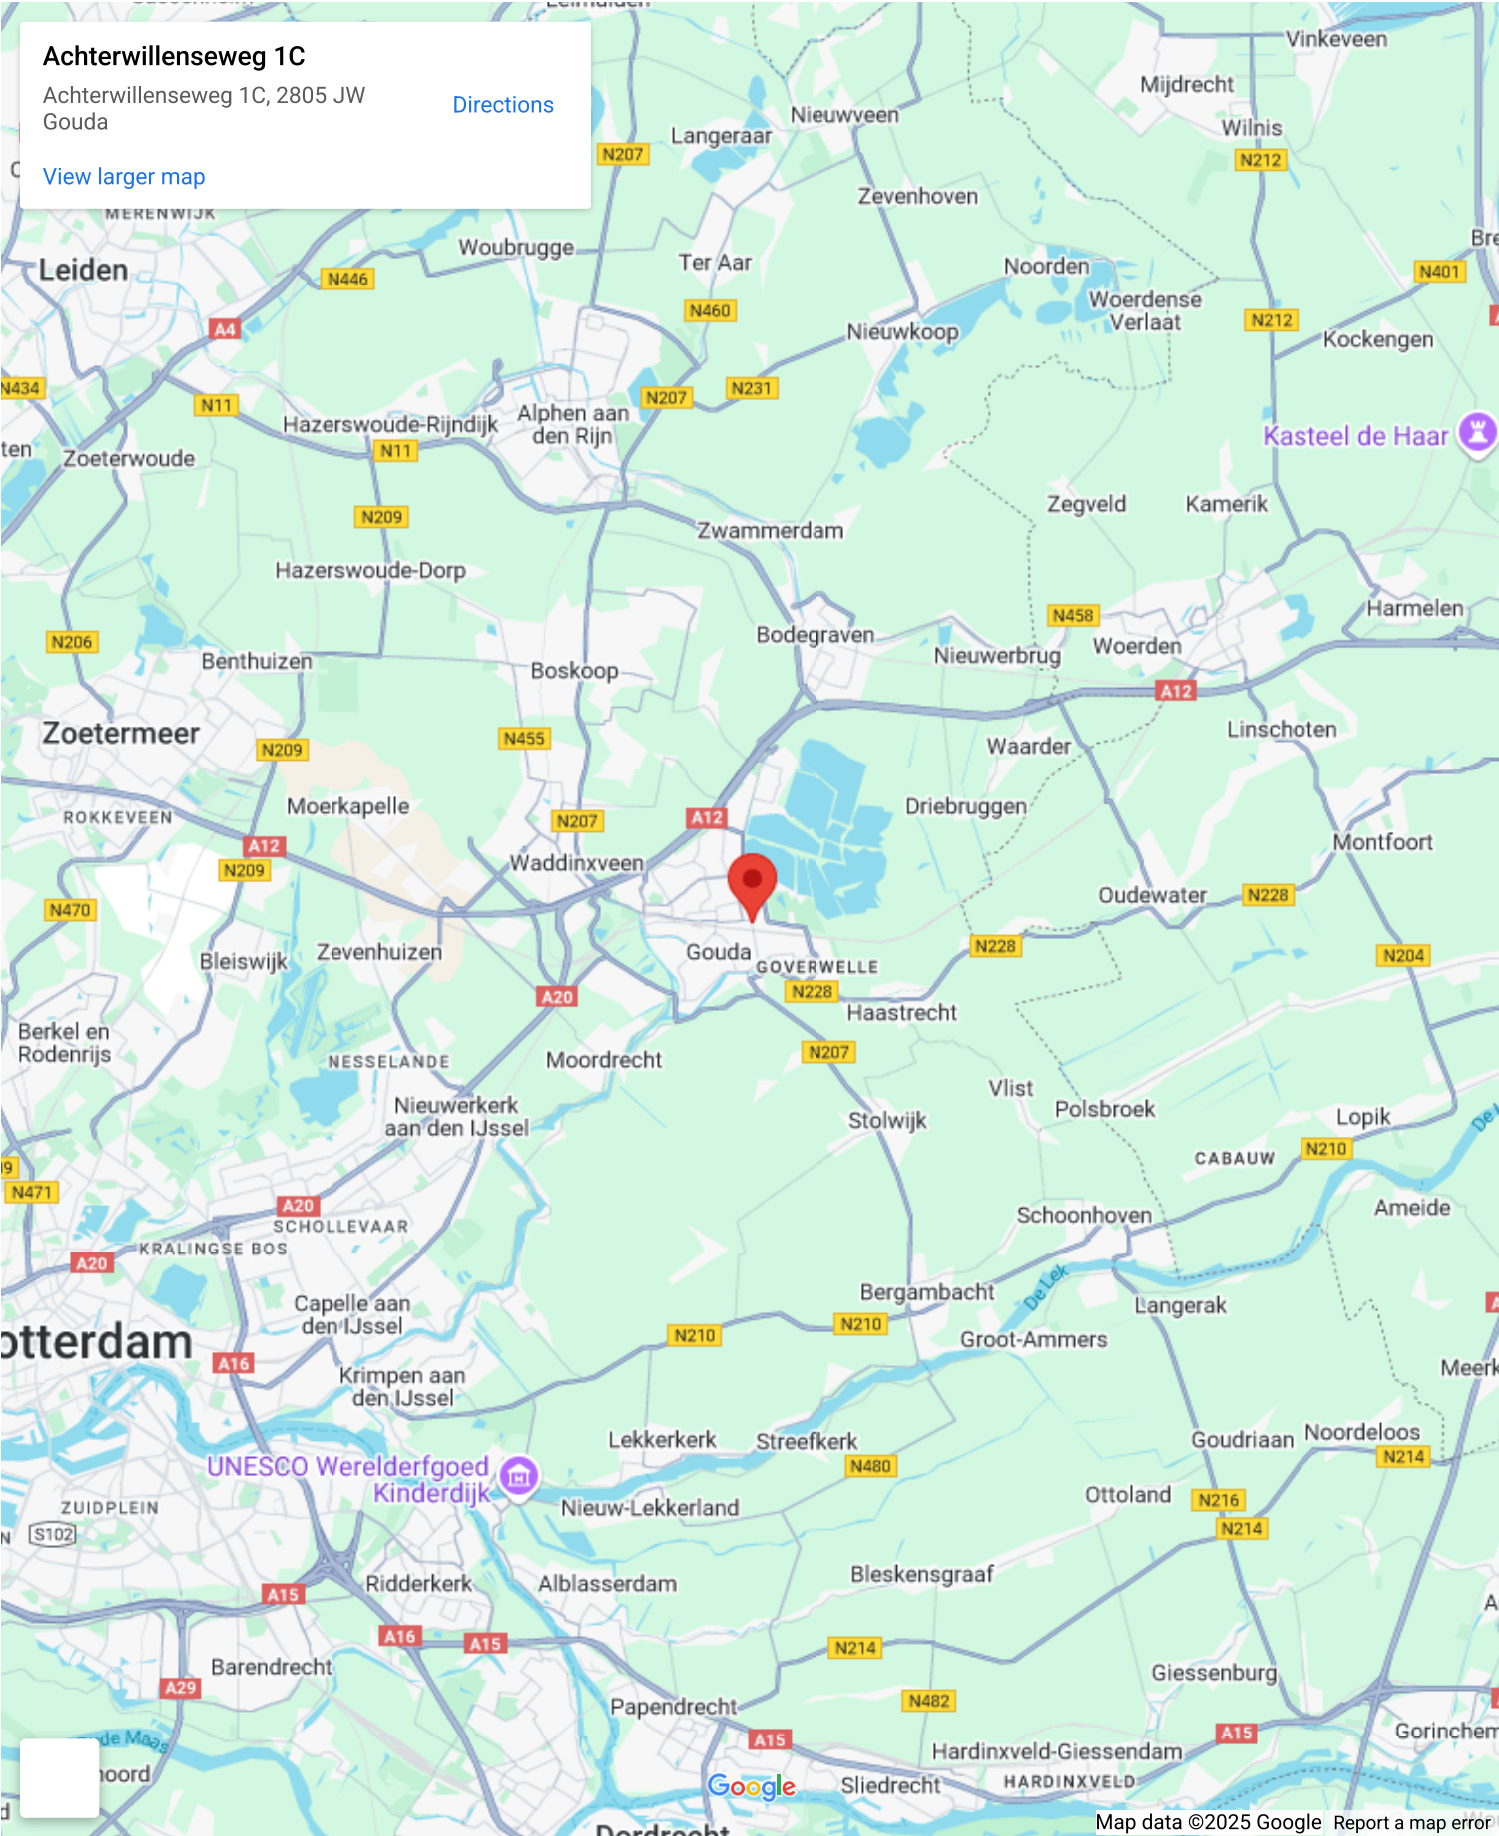 Leimuiden
Achterwillenseweg 1C
Achterwillenseweg 1C, 2805 JW
Gouda
Directions
View larger map
Vinkeveen
Mijdrecht
Nieuwveen
Langeraar
Wilnis
N207
N212
Zevenhoven
MERENWIJK
Woubrugge
Ter Aar
Noorden
Leiden
N446
N401
Woerdense
Verlaat
N460
A4
Nieuwkoop
N212
Kockengen
N434
N11
N207
N231
Hazerswoude-Rijndijk
Alphen aan
den Rijn
N11
Kasteel de Haar
Zoeterwoude
N209
Zegveld
Kamerik
Zwammerdam
Hazerswoude-Dorp
N206
Bodegraven
N458
Harmelen
Benthuizen
Boskoop
Nieuwerbrug
Woerden
A12
Zoetermeer
N209
N455
Waarder
Linschoten
ROKKEVEEN
Moerkapelle
N207
A12
Driebruggen
A12
N209
Waddinxveen
Montfoort
N470
Oudewater
N228
Bleiswijk
Zevenhuizen
Gouda
GOVERWELLE
N228
N204
A20
N228
Haastrecht
Berkel en
Rodenrijs
NESSELANDE
Moordrecht
N207
Nieuwerkerk
aan den IJssel
Stolwijk
Vlist
Polsbroek
Lopik
N471
CABAUW
N210
A20
SCHOLLEVAAR
Schoonhoven
Ameide
KRALINGSE BOS
A20
Bergambacht
De Lek
Langerak
Capelle aan
den IJssel
N210
N210
Groot-Ammers
otterdam
A16
Krimpen aan
den IJssel
Meerk
Lekkerkerk
Streefkerk
Goudriaan
Noordeloos
UNESCO Werelderfgoed
Kinderdijk
N480
N214
ZUIDPLEIN
S102
Nieuw-Lekkerland
Ottoland
N216
N214
A15
Ridderkerk
Alblasserdam
Bleskensgraaf
A16
A15
N214
Barendrecht
A29
Papendrecht
N482
Giessenburg
A15
A15
Gorinchem
Hardinxveld-Giessendam
HARDINXVELD
Google
Sliedrecht
noord
Dordrecht
Map data ©2025 Google
Report a map error